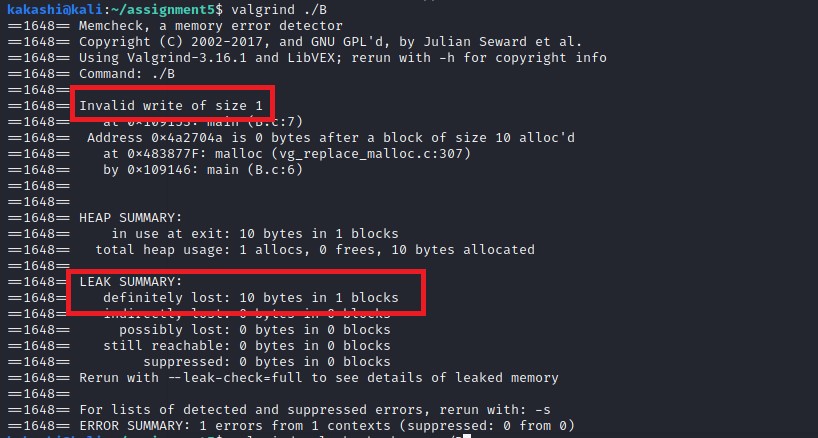 kakashi@kali:~/assignment5$ valgrind ./B
==1648== Memcheck, a memory error detector
==1648== Copyright (C) 2002-2017, and GNU GPL'd, by Julian Seward et al.
==1648== Using Valgrind-3.16.1 and LibVEX; rerun with -h for copyright info
==1648== Command: ./B
==1648==
==1648== Invalid write of size 1
==1648==    at 0×109153: main (B.c:7)
==1648==  Address 0×4a2704a is 0 bytes after a block of size 10 alloc'd
==1648==    at 0×483877F: malloc (vg_replace_malloc.c:307)
==1648==    by 0×109146: main (B.c:6)
==1648==
==1648==
==1648== HEAP SUMMARY:
==1648==     in use at exit: 10 bytes in 1 blocks
==1648==   total heap usage: 1 allocs, 0 frees, 10 bytes allocated
==1648==
==1648== LEAK SUMMARY:
==1648==    definitely lost: 10 bytes in 1 blocks
==1648==    indirectly lost: 0 bytes in 0 blocks
==1648==      possibly lost: 0 bytes in 0 blocks
==1648==    still reachable: 0 bytes in 0 blocks
==1648==         suppressed: 0 bytes in 0 blocks
==1648== Rerun with --leak-check=full to see details of leaked memory
==1648==
==1648== For lists of detected and suppressed errors, rerun with: -s
==1648== ERROR SUMMARY: 1 errors from 1 contexts (suppressed: 0 from 0)